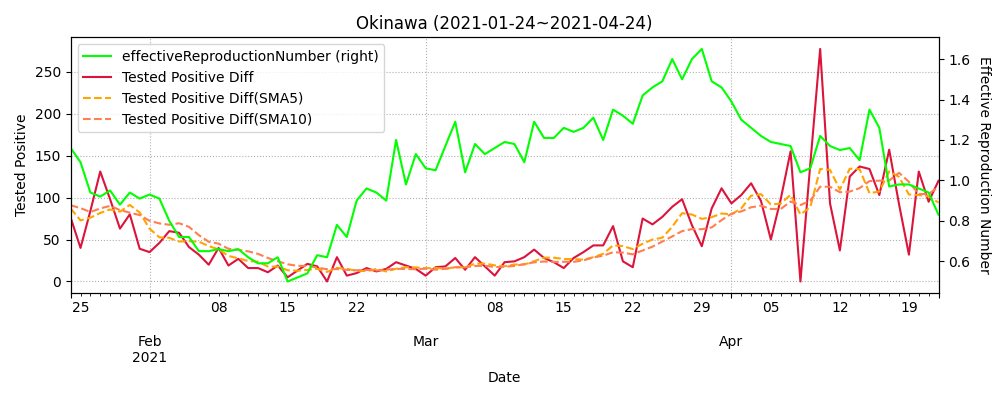 Okinawa (2021-01-24~2021-04-24)
effectiveReproductionNumber (right)
Tested Positive Diff
Tested Positive Diff(SMA5)
Tested Positive Diff(SMA10)
Tested Positive
250
200
150
100
50
0
1.6
1.4
1.2
1.0
0.8
0.6
Effective Reproduction Number
25 08 15 22 08 15 22 29 05 12 19
Feb Mar Apr
2021
Date